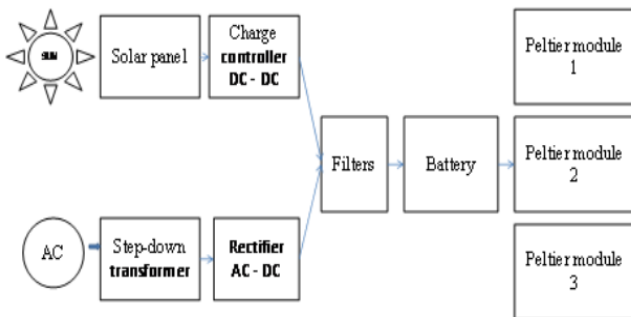 SUN
Solar panel
Charge
controller
DC - DC
Peltier module
1
Filters
Battery
Peltier module
2
AC
Step-down
transformer
Rectifier
AC - DC
Peltier module
3